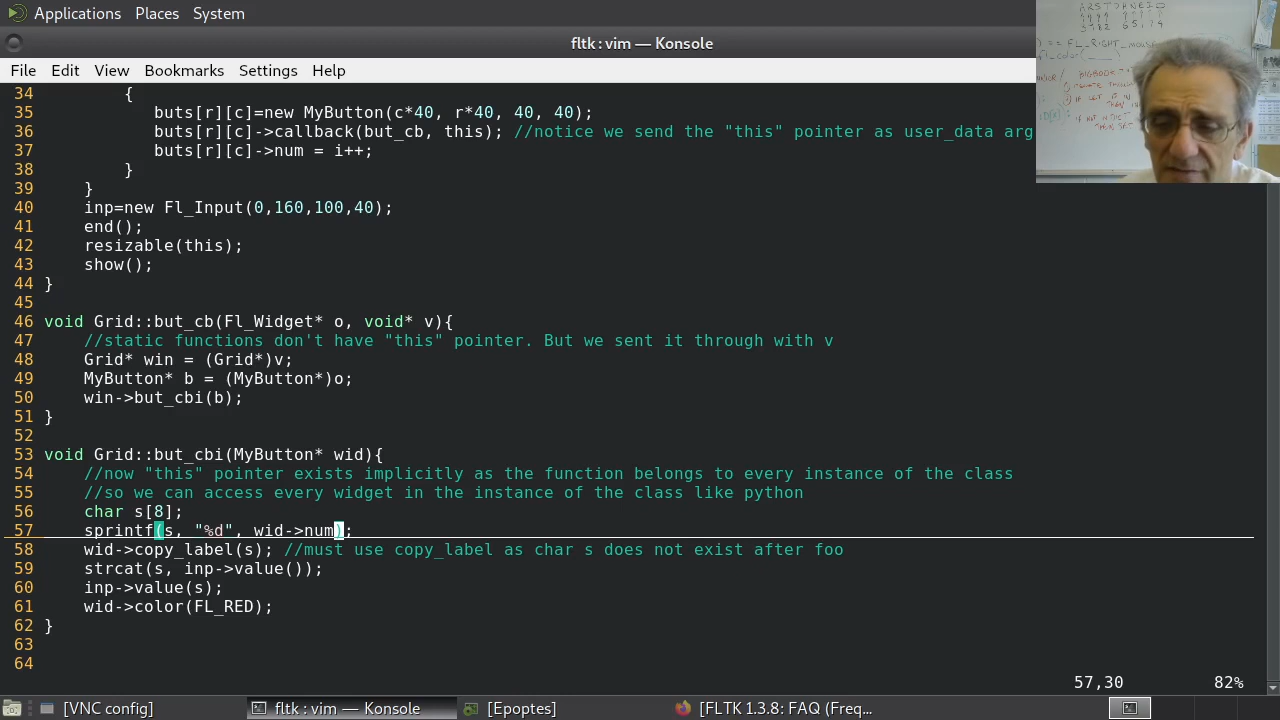 Applications Places System
fltk : vim — Konsole
File Edit View Bookmarks Settings Help
34 {
35 buts[r][c]=new MyButton(c*40, r*40, 40, 40);
36 buts[r][c]->callback(but_cb, this); //notice we send the "this" pointer as user_data arg
37 buts[r][c]->num = i++;
38 }
39 }
40 inp=new Fl_Input(0,160,100,40);
41 end();
42 resizable(this);
43 show();
44 }
45
46 void Grid::but_cb(Fl_Widget* o, void* v){
47 //static functions don't have "this" pointer. But we sent it through with v
48 Grid* win = (Grid*)v;
49 MyButton* b = (MyButton*)o;
50 win->but_cbi(b);
51 }
52
53 void Grid::but_cbi(MyButton* wid){
54 //now "this" pointer exists implicitly as the function belongs to every instance of the class
55 //so we can access every widget in the instance of the class like python
56 char s[8];
57 sprintf(s, "%d", wid->num);
58 wid->copy_label(s); //must use copy_label as char s does not exist after foo
59 strcat(s, inp->value());
60 inp->value(s);
61 wid->color(FL_RED);
62 }
63
64
57,30 82%
[VNC config] fltk : vim — Konsole [Epoptes] [FLTK 1.3.8: FAQ (Freq...